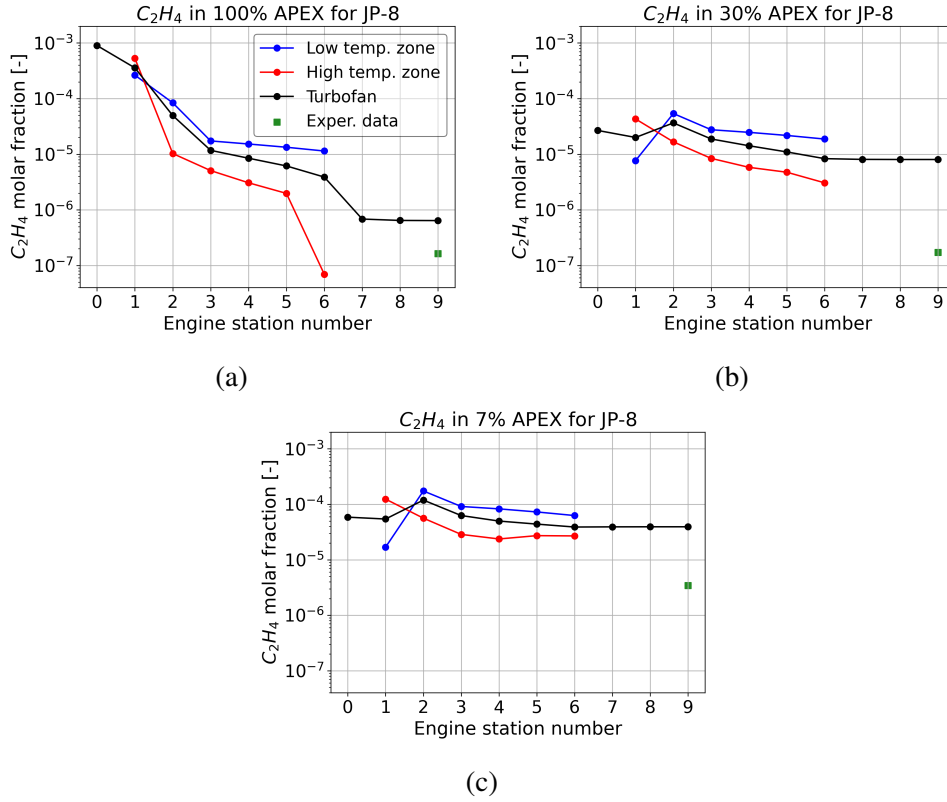 C₂H₄ in 100% APEX for JP-8
C₂H₄ molar fraction [-]
10⁻³
10⁻⁴
10⁻⁵
10⁻⁶
10⁻⁷
Low temp. zone
High temp. zone
Turbofan
Exper. data
0 1 2 3 4 5 6 7 8 9
Engine station number
(a)
C₂H₄ in 30% APEX for JP-8
C₂H₄ molar fraction [-]
10⁻³
10⁻⁴
10⁻⁵
10⁻⁶
10⁻⁷
0 1 2 3 4 5 6 7 8 9
Engine station number
(b)
C₂H₄ in 7% APEX for JP-8
C₂H₄ molar fraction [-]
10⁻³
10⁻⁴
10⁻⁵
10⁻⁶
10⁻⁷
0 1 2 3 4 5 6 7 8 9
Engine station number
(c)